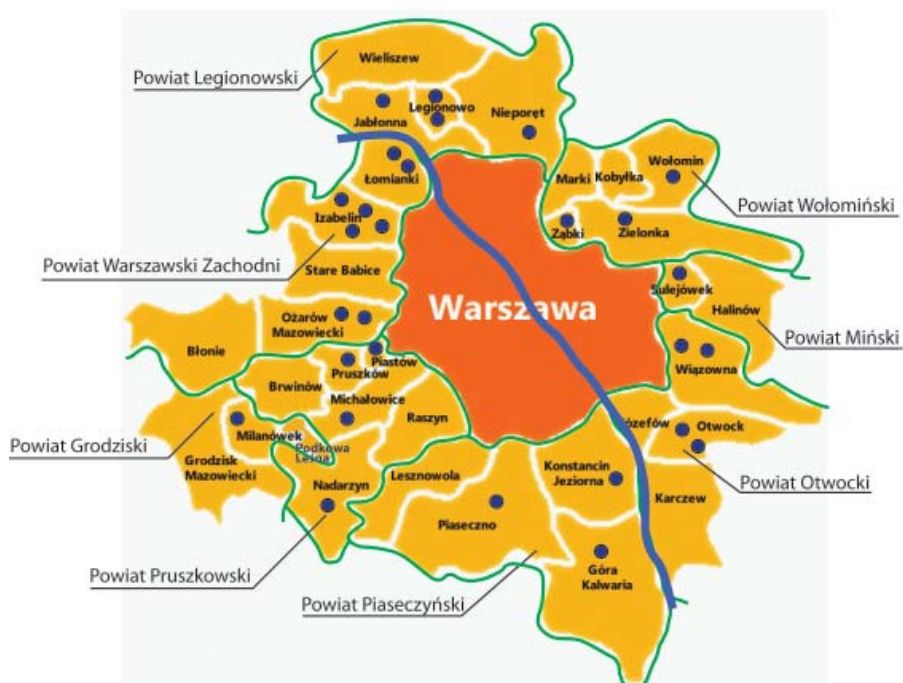 Wieliszew
Powiat Legionowski
Legionowo
Nieporęt
Jabłonna
Łomianki
Marki
Kobyłka
Wołomin
Powiat Wołomiński
Izabelin
Ząbki
Zielonka
Powiat Warszawski Zachodni
Stare Babice
Sulejówek
Halinów
Warszawa
Ożarów
Mazowiecki
Powiat Miński
Błonie
Piastów
Pruszków
Wiązowna
Brwinów
Michałowice
Raszyn
Józefów
Otwock
Powiat Grodziski
Milanówek
Podkowa
Leśna
Grodzisk
Mazowiecki
Lesznowola
Konstancin
Jeziorna
Powiat Otwocki
Nadarzyn
Karczew
Piaseczno
Powiat Pruszkowski
Góra
Kalwaria
Powiat Piaseczyński